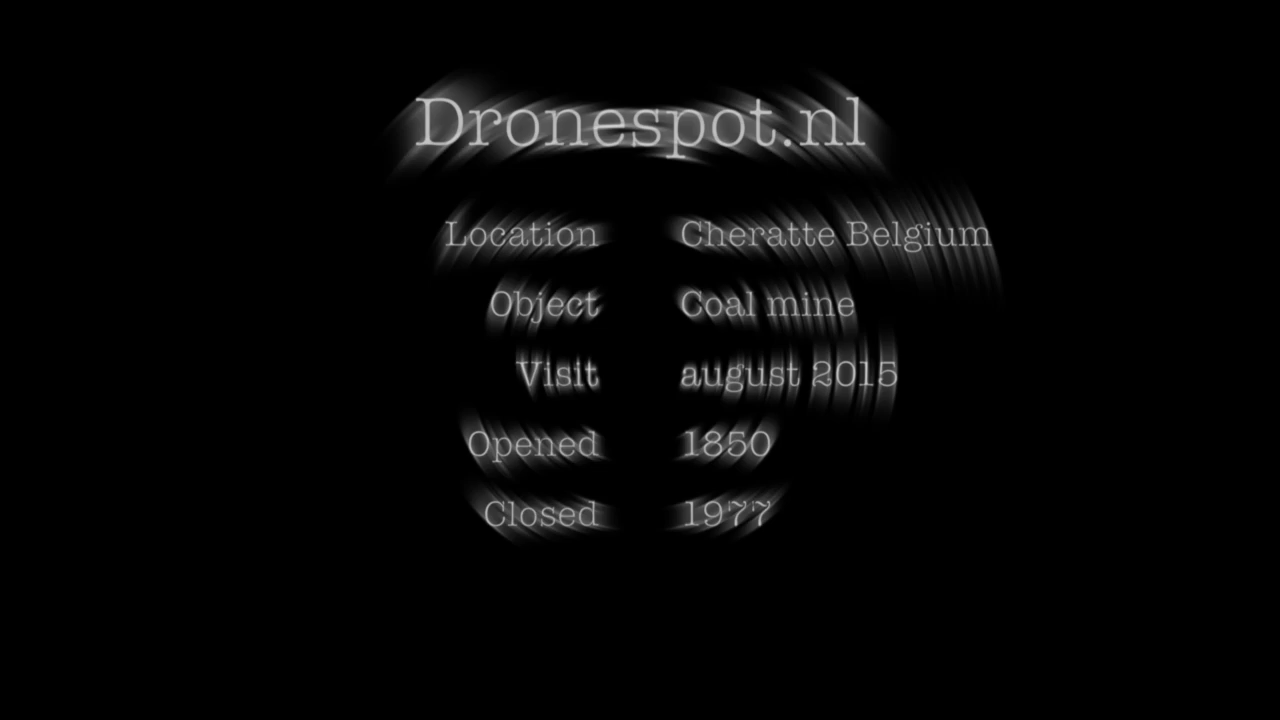 Dronespot.nl
Location Cheratte Belgium
Object Coal mine
Visit august 2015
Opened 1850
Closed 1977